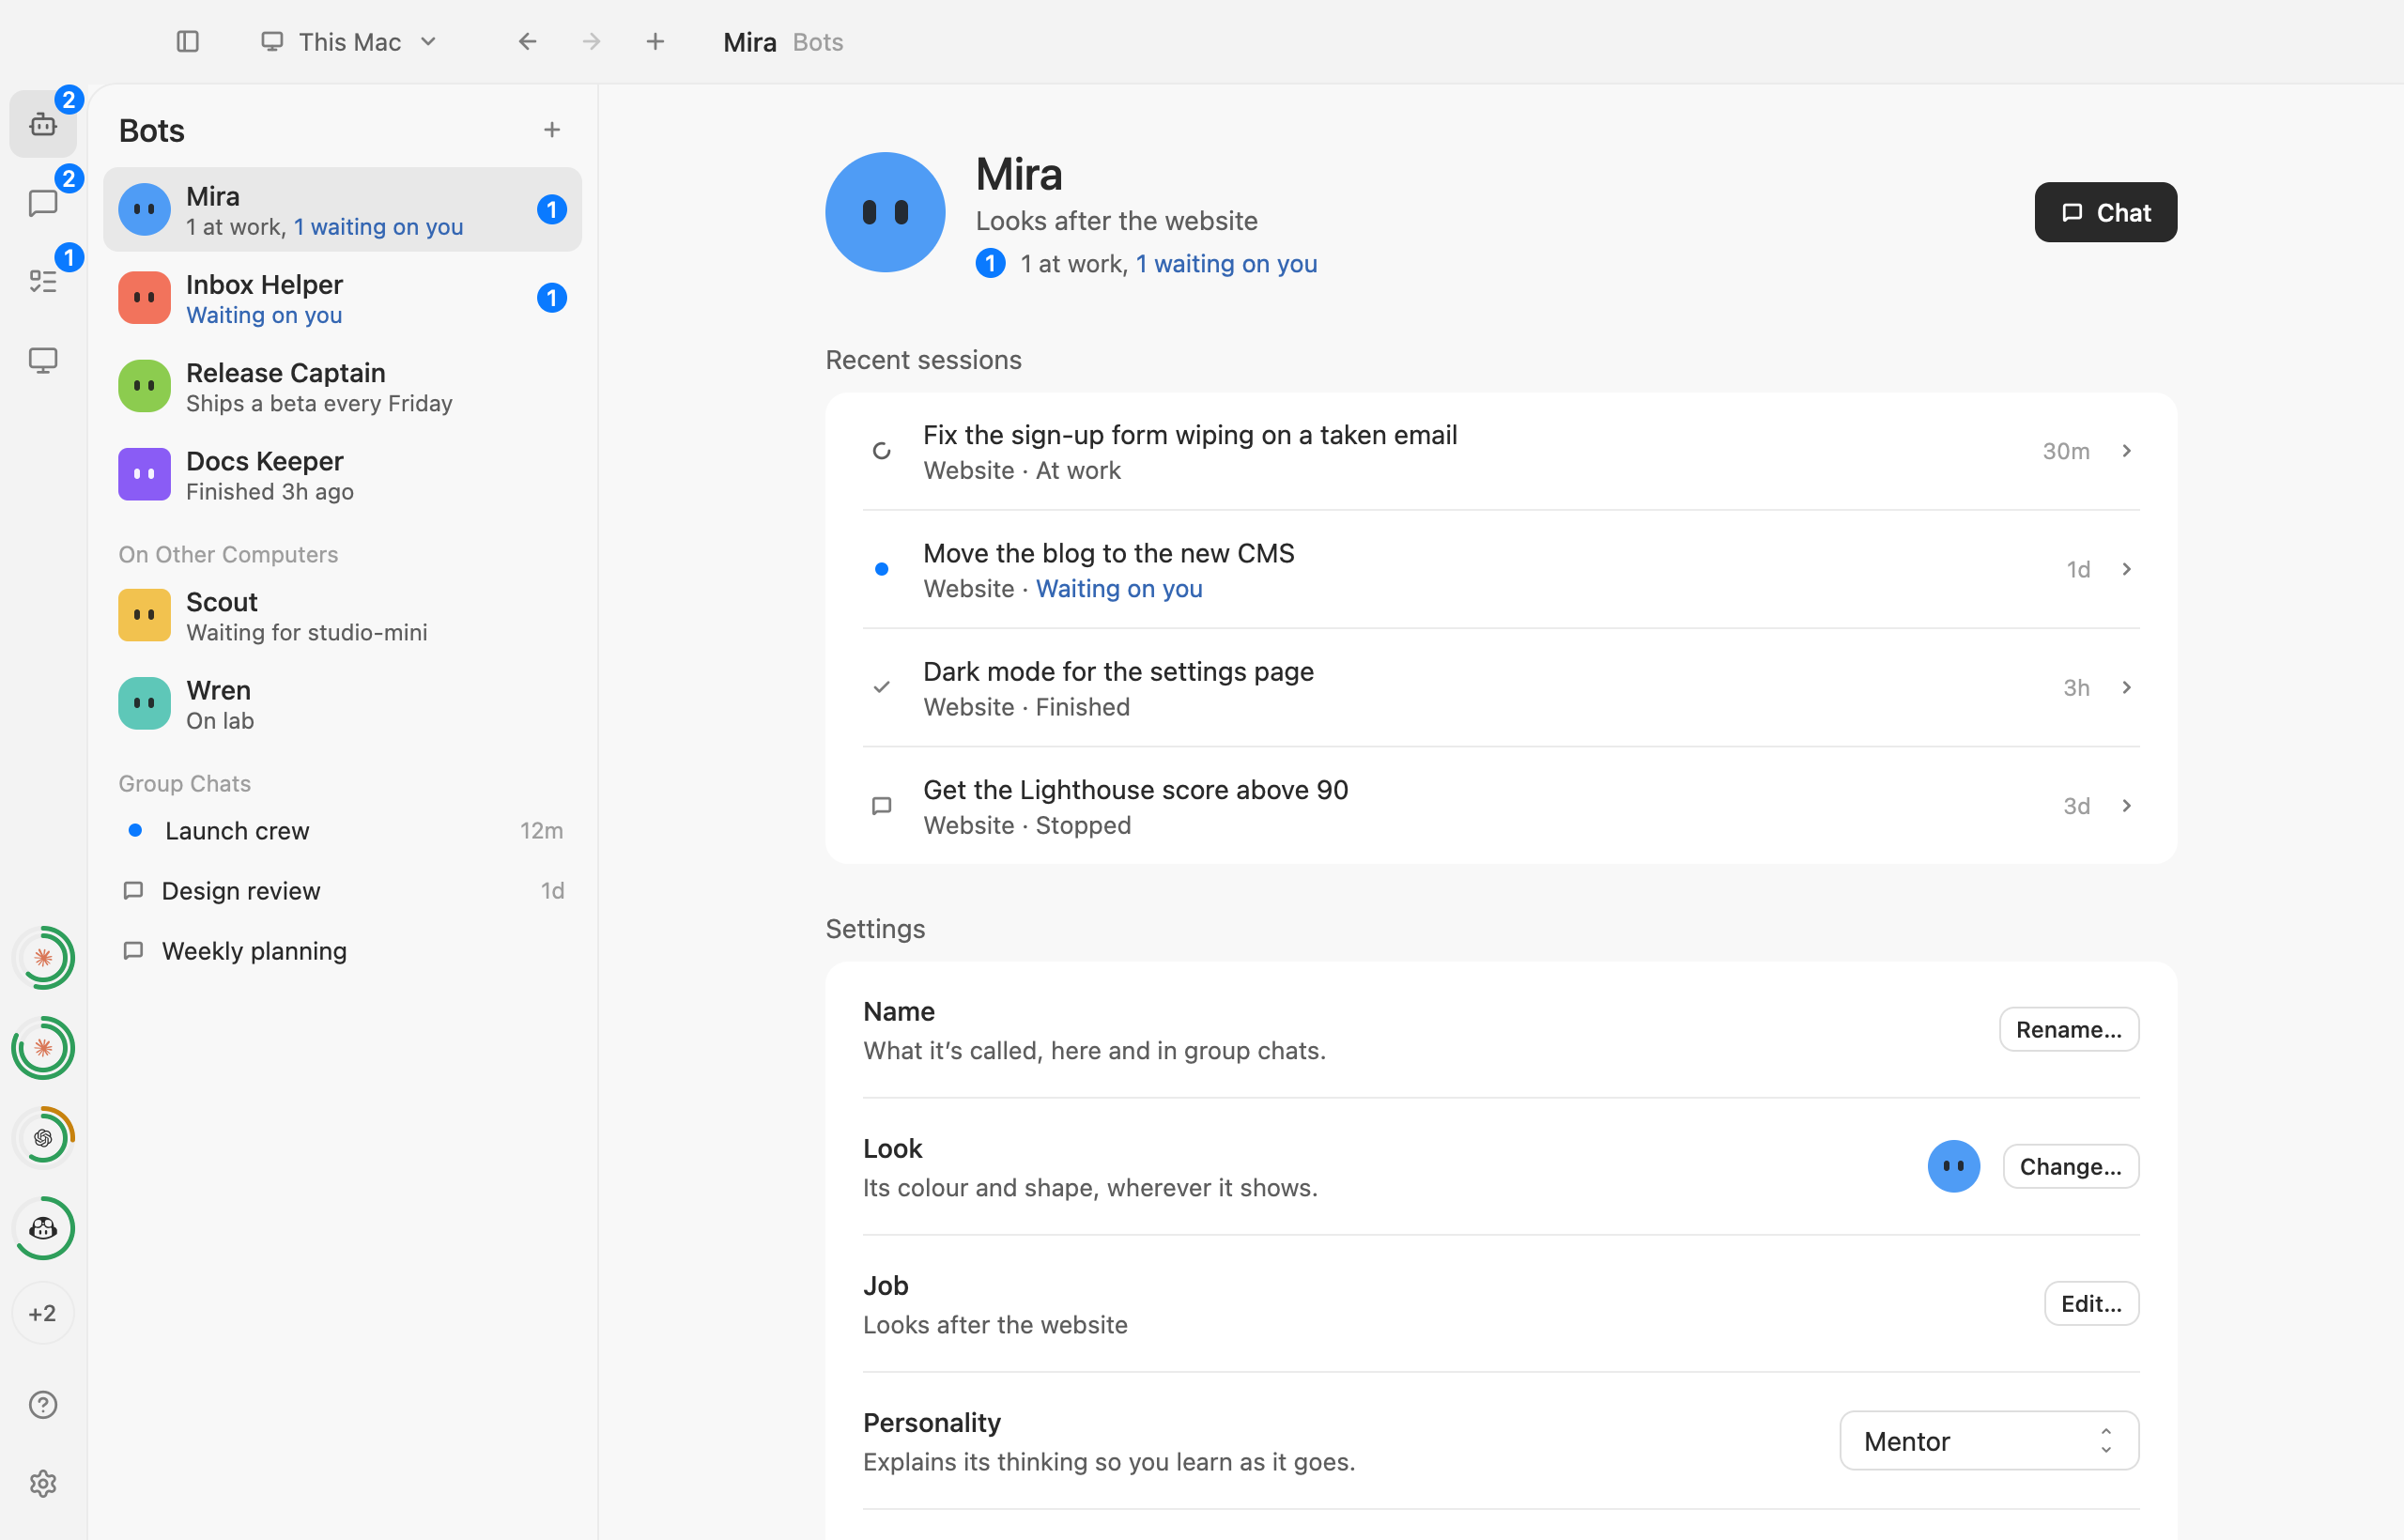 This Mac
Mira Bots
2
2
1
Bots
Mira
1 at work, 1 waiting on you
1
Inbox Helper
Waiting on you
1
Release Captain
Ships a beta every Friday
Docs Keeper
Finished 3h ago
On Other Computers
Scout
Waiting for studio-mini
Wren
On lab
Group Chats
Launch crew 12m
Design review 1d
Weekly planning
+2
Mira
Looks after the website
1 1 at work, 1 waiting on you
Chat
Recent sessions
Fix the sign-up form wiping on a taken email
Website · At work
30m
Move the blog to the new CMS
Website · Waiting on you
1d
Dark mode for the settings page
Website · Finished
3h
Get the Lighthouse score above 90
Website · Stopped
3d
Settings
Name
What it’s called, here and in group chats.
Rename...
Look
Its colour and shape, wherever it shows.
Change...
Job
Looks after the website
Edit...
Personality
Explains its thinking so you learn as it goes.
Mentor